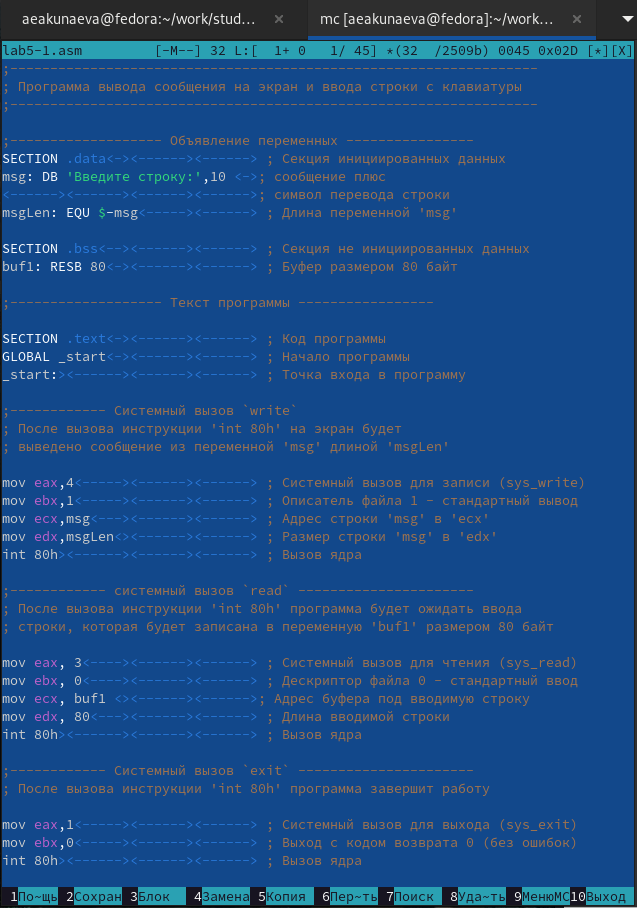 aeakunaeva@fedora:~/work/stud... × mc [aeakunaeva@fedora]:~/work... ×
lab5-1.asm [-M--] 32 L:[ 1+ 0 1/ 45] *(32 /2509b) 0045 0x02D [*][X]
;----------------------------------------------------------------------
; Программа вывода сообщения на экран и ввода строки с клавиатуры
;----------------------------------------------------------------------
;-------------------- Объявление переменных -----------------
SECTION .data<-><------><------> ; Секция инициированных данных
msg: DB 'Введите строку:',10 <->; сообщение плюс
<------><------><------><------>; символ перевода строки
msgLen: EQU $-msg<-----><------> ; Длина переменной 'msg'
SECTION .bss<--><------><------> ; Секция не инициированных данных
buf1: RESB 80<-><------><------> ; Буфер размером 80 байт
;-------------------- Текст программы ------------------
SECTION .text<-><------><------> ; Код программы
GLOBAL _start<-><------><------> ; Начало программы
_start:><------><------><------> ; Точка входа в программу
;------------ Системный вызов `write`
; После вызова инструкции 'int 80h' на экран будет
; выведено сообщение из переменной 'msg' длиной 'msgLen'
mov eax,4<-----><------><------> ; Системный вызов для записи (sys_write)
mov ebx,1<-----><------><------> ; Описатель файла 1 - стандартный вывод
mov ecx,msg<---><------><------> ; Адрес строки 'msg' в 'ecx'
mov edx,msgLen<><------><------> ; Размер строки 'msg' в 'edx'
int 80h><------><------><------> ; Вызов ядра
;------------ системный вызов `read` -----------------------
; После вызова инструкции 'int 80h' программа будет ожидать ввода
; строки, которая будет записана в переменную 'buf1' размером 80 байт
mov eax, 3<----><------><------> ; Системный вызов для чтения (sys_read)
mov ebx, 0<----><------><------> ; Дескриптор файла 0 - стандартный ввод
mov ecx, buf1 <><------><------>; Адрес буфера под вводимую строку
mov edx, 80<---><------><------> ; Длина вводимой строки
int 80h><------><------><------> ; Вызов ядра
;------------ Системный вызов `exit` -----------------------
; После вызова инструкции 'int 80h' программа завершит работу
mov eax,1<-----><------><------> ; Системный вызов для выхода (sys_exit)
mov ebx,0<-----><------><------> ; Выход с кодом возврата 0 (без ошибок)
int 80h><------><------><------> ; Вызов ядра
1По~щь 2Сохран 3Блок 4Замена 5Копия 6Пер~ть 7Поиск 8Уда~ть 9МенюMC 10Выход